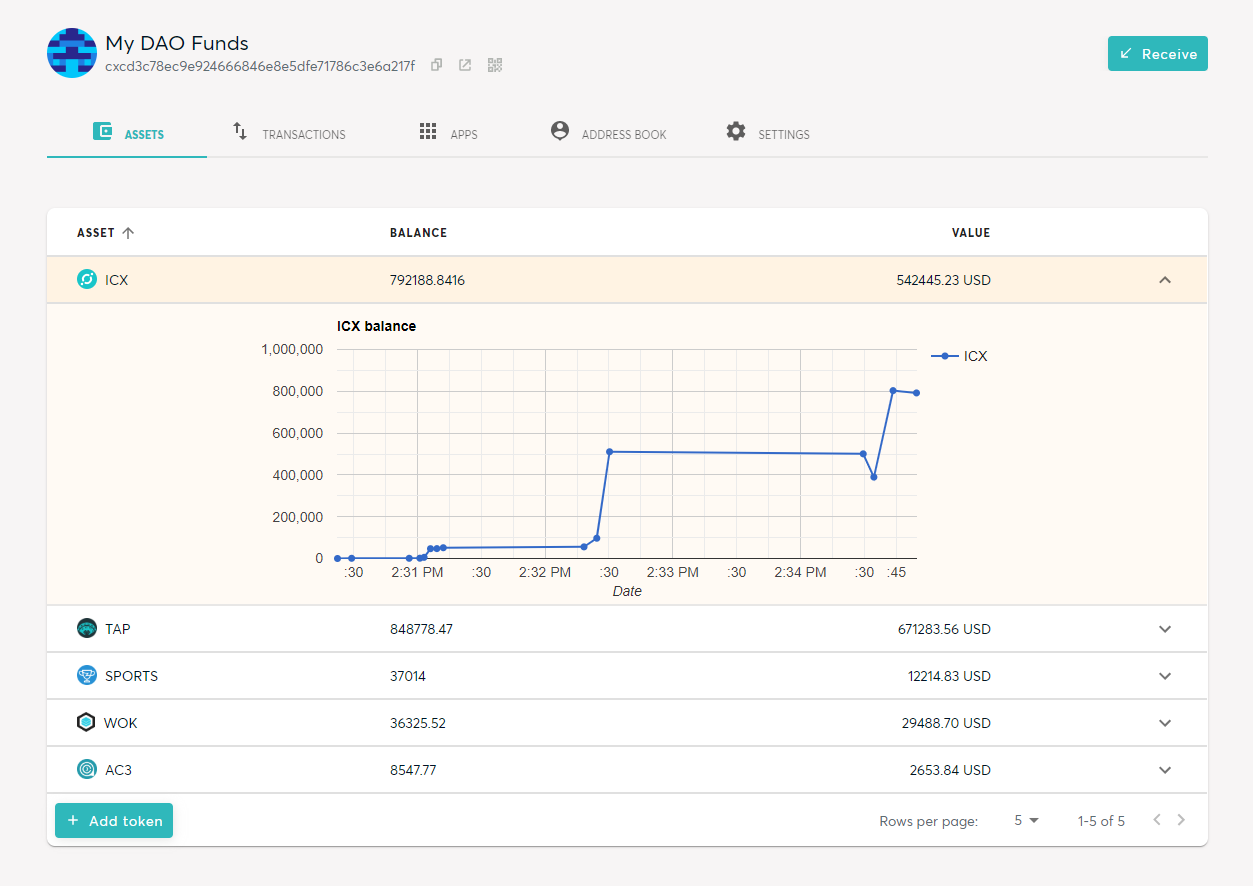 My DAO Funds
cxcd3c78ec9e924666846e8e5dfe71786c3e6a217f
Receive
ASSETS TRANSACTIONS APPS ADDRESS BOOK SETTINGS
ASSET BALANCE VALUE
ICX 792188.8416 542445.23 USD
ICX balance
1,000,000
ICX
800,000
600,000
400,000
200,000
0
:30 2:31 PM :30 2:32 PM :30 2:33 PM :30 2:34 PM :30 :45
Date
TAP 848778.47 671283.56 USD
SPORTS 37014 12214.83 USD
WOK 36325.52 29488.70 USD
AC3 8547.77 2653.84 USD
+ Add token Rows per page: 5 1-5 of 5